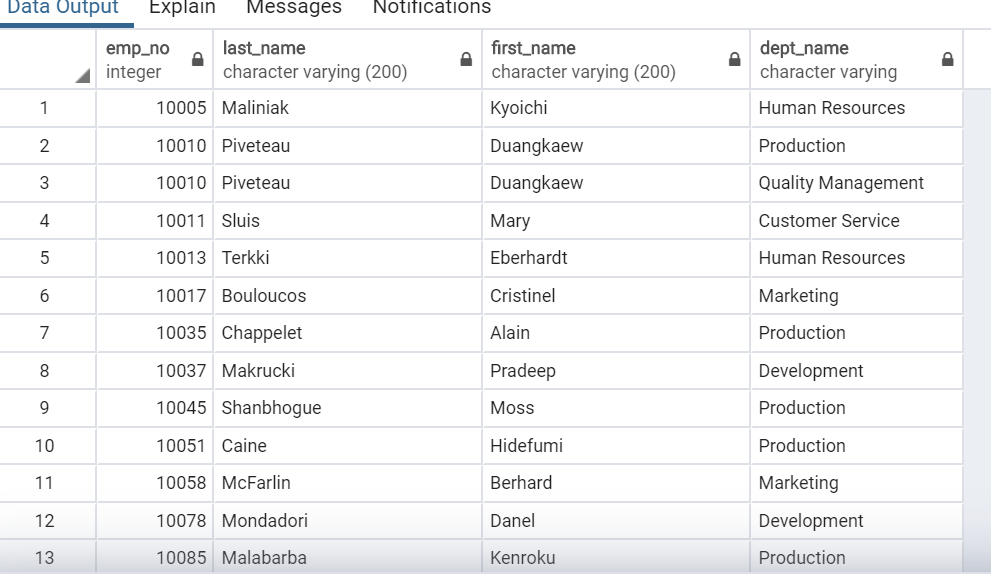 Data Output Explain Messages Notifications
emp_no last_name first_name dept_name
integer character varying (200) character varying (200) character varying
1 10005 Maliniak Kyoichi Human Resources
2 10010 Piveteau Duangkaew Production
3 10010 Piveteau Duangkaew Quality Management
4 10011 Sluis Mary Customer Service
5 10013 Terkki Eberhardt Human Resources
6 10017 Bouloucos Cristinel Marketing
7 10035 Chappelet Alain Production
8 10037 Makrucki Pradeep Development
9 10045 Shanbhogue Moss Production
10 10051 Caine Hidefumi Production
11 10058 McFarlin Berhard Marketing
12 10078 Mondadori Danel Development
13 10085 Malabarba Kenroku Production